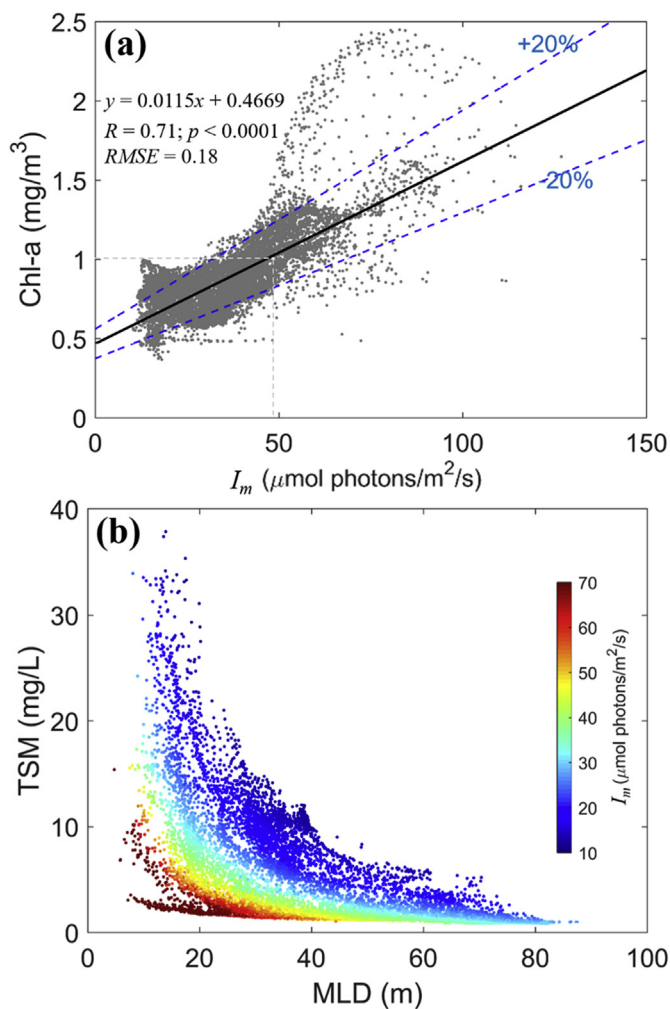 (a)
+20%
-20%
y = 0.0115x + 0.4669
R = 0.71; p < 0.0001
RMSE = 0.18
2.5
2
1.5
1
0.5
0
Chl-a (mg/m³)
0 50 100 150
I_m (μmol photons/m²/s)
(b)
40
30
20
10
0
TSM (mg/L)
70
60
50
40
30
20
10
I_m (μmol photons/m²/s)
0 20 40 60 80 100
MLD (m)